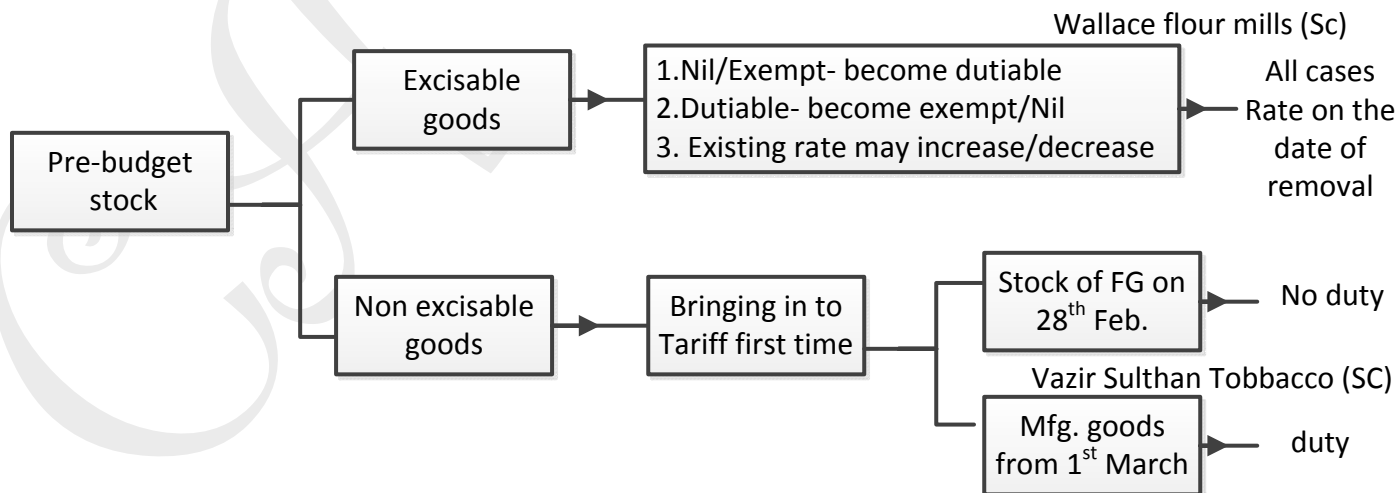 Wallace flour mills (Sc)
Pre-budget
stock
Excisable
goods
1.Nil/Exempt- become dutiable
2.Dutiable- become exempt/Nil
3. Existing rate may increase/decrease
All cases
Rate on the
date of
removal
Non excisable
goods
Bringing in to
Tariff first time
Stock of FG on
28th Feb.
No duty
Vazir Sulthan Tobbacco (SC)
Mfg. goods
from 1st March
duty